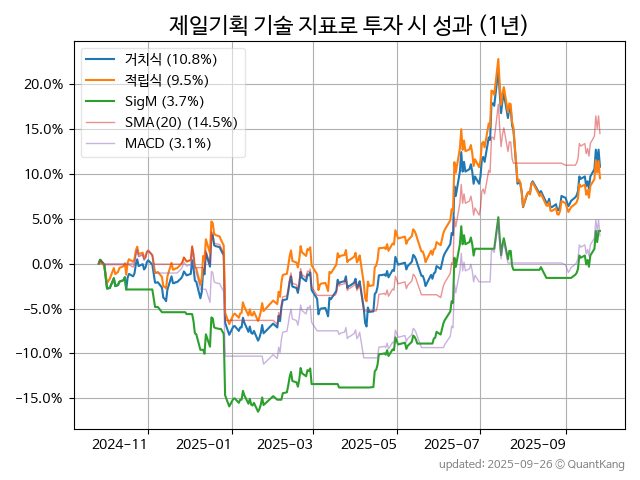 제일기획 기술 지표로 투자 시 성과 (1년)
거치식 (10.8%)
적립식 (9.5%)
SigM (3.7%)
SMA(20) (14.5%)
MACD (3.1%)
20.0%
15.0%
10.0%
5.0%
0.0%
−5.0%
−10.0%
−15.0%
2024-11 2025-01 2025-03 2025-05 2025-07 2025-09
updated: 2025-09-26 © QuantKang